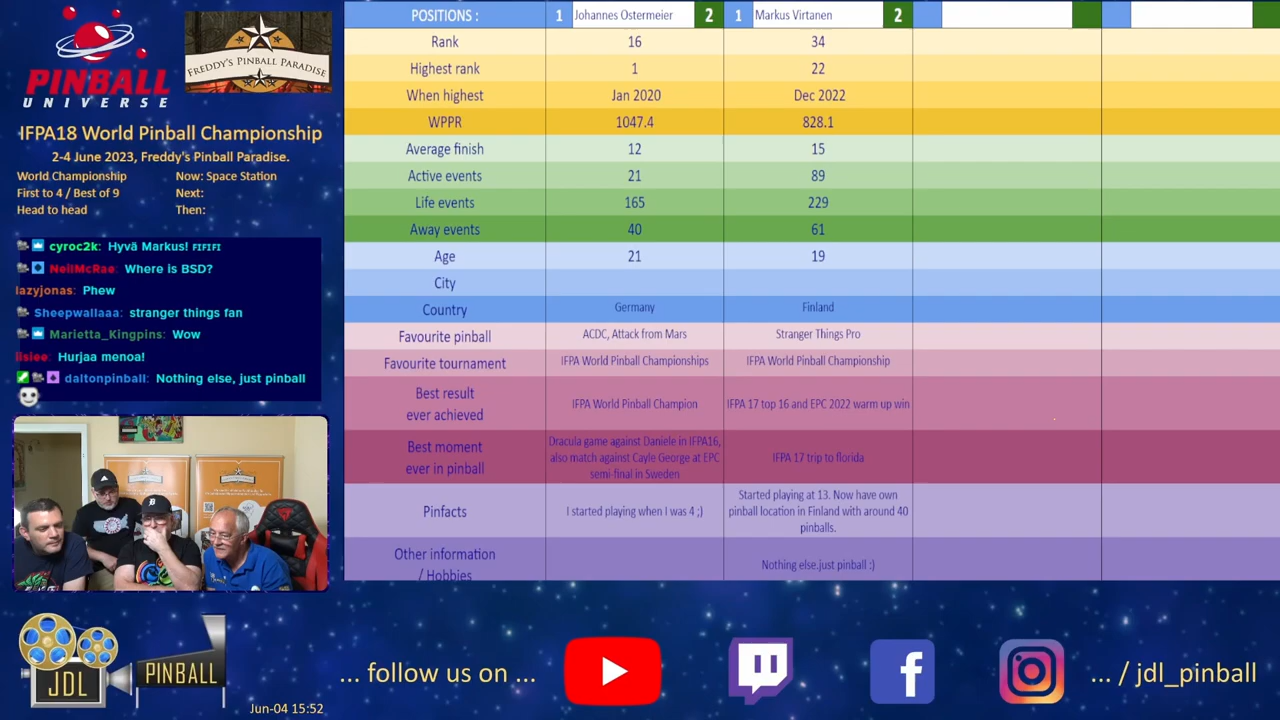 PINBALL
UNIVERSE
FREDDY'S PINBALL PARADISE
IFPA18 World Pinball Championship
2-4 June 2023, Freddy's Pinball Paradise.
World Championship Now: Space Station
First to 4 / Best of 9 Next:
Head to head Then:
cyroc2k: Hyvä Markus! ꜰɪꜰɪꜰɪ
NeilMcRae: Where is BSD?
lazyjonas: Phew
Sheepwallaaa: stranger things fan
Marietta_Kingpins: Wow
iisiee: Hurjaa menoa!
daltonpinball: Nothing else, just pinball
POSITIONS : 1 Johannes Ostermeier 2 1 Markus Virtanen 2
Rank 16 34
Highest rank 1 22
When highest Jan 2020 Dec 2022
WPPR 1047.4 828.1
Average finish 12 15
Active events 21 89
Life events 165 229
Away events 40 61
Age 21 19
City
Country Germany Finland
Favourite pinball ACDC, Attack from Mars Stranger Things Pro
Favourite tournament IFPA World Pinball Championships IFPA World Pinball Championship
Best result
ever achieved
IFPA World Pinball Champion IFPA 17 top 16 and EPC 2022 warm up win
Best moment
ever in pinball
Dracula game against Daniele in IFPA16,
also match against Cayle George at EPC
semi-final in Sweden
IFPA 17 trip to florida
Pinfacts
I started playing when I was 4 ;)
Started playing at 13. Now have own
pinball location in Finland with around 40
pinballs.
Other information
/ Hobbies
Nothing else.just pinball :)
JDL PINBALL
Jun-04 15:52
... follow us on ... ... / jdl_pinball